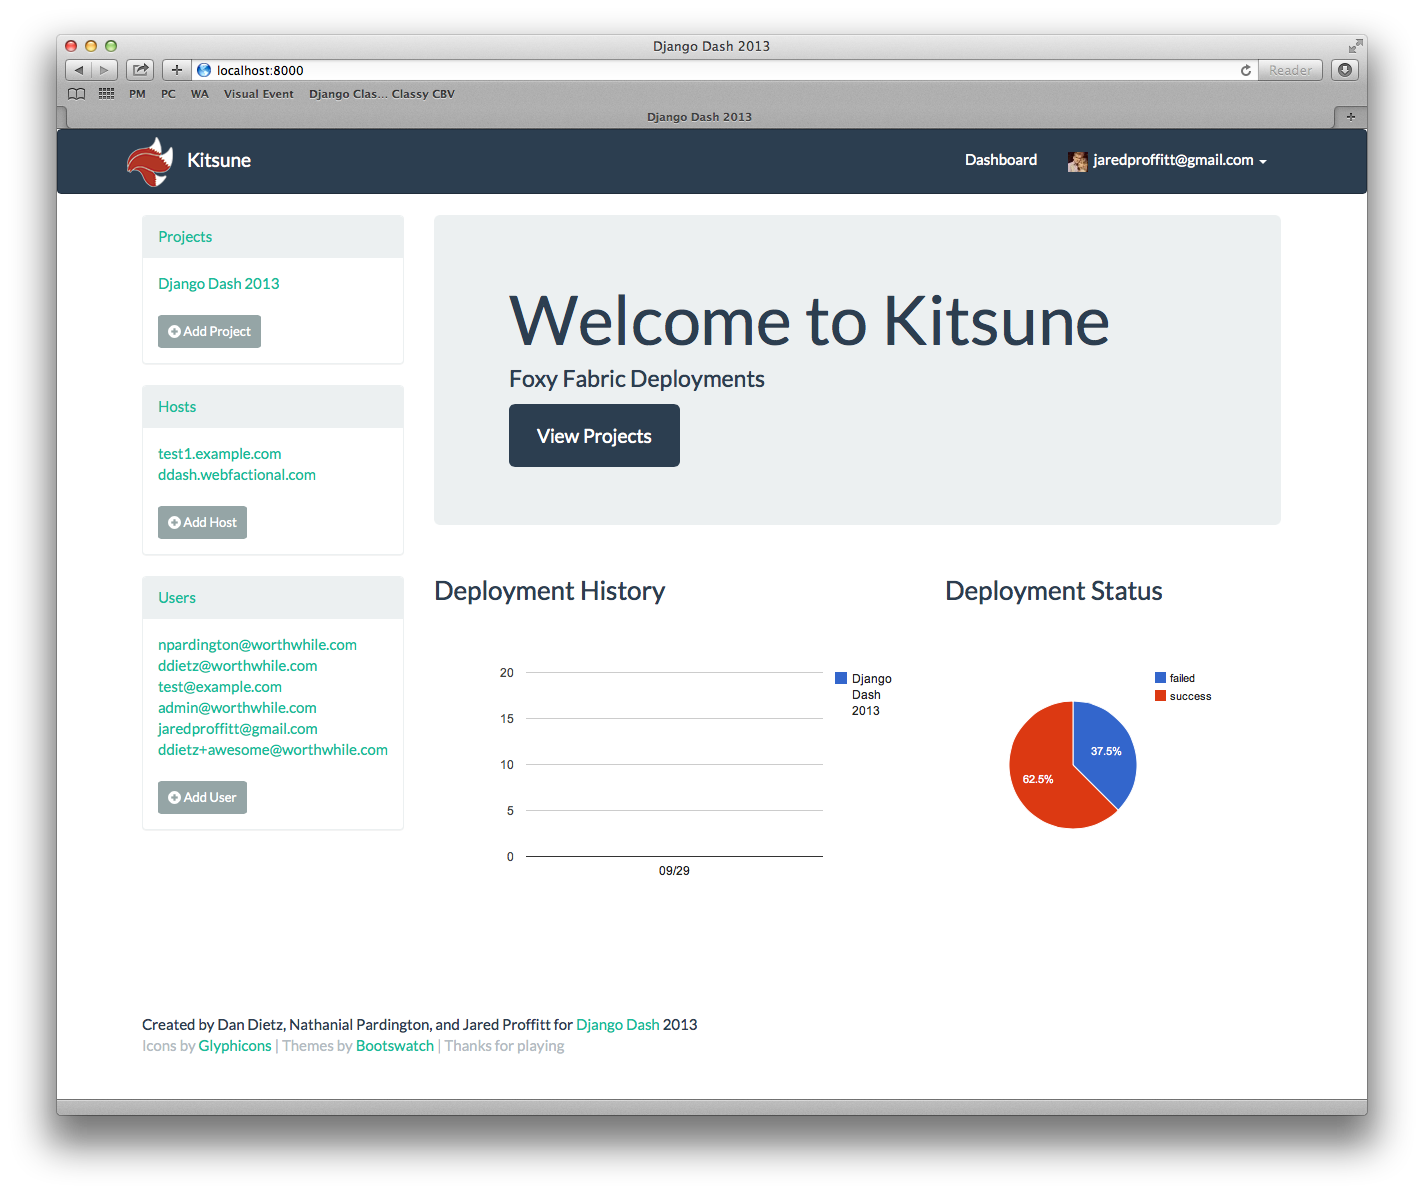 Django Dash 2013
localhost:8000
Reader
PM PC WA Visual Event Django Clas... Classy CBV
Django Dash 2013
Kitsune
Dashboard
jaredproffitt@gmail.com
Projects
Django Dash 2013
Add Project
Hosts
test1.example.com
ddash.webfactional.com
Add Host
Users
npardington@worthwhile.com
ddietz@worthwhile.com
test@example.com
admin@worthwhile.com
jaredproffitt@gmail.com
ddietz+awesome@worthwhile.com
Add User
Welcome to Kitsune
Foxy Fabric Deployments
View Projects
Deployment History
20
15
10
5
0
09/29
Django
Dash
2013
Deployment Status
failed
success
37.5%
62.5%
Created by Dan Dietz, Nathanial Pardington, and Jared Proffitt for Django Dash 2013
Icons by Glyphicons | Themes by Bootswatch | Thanks for playing